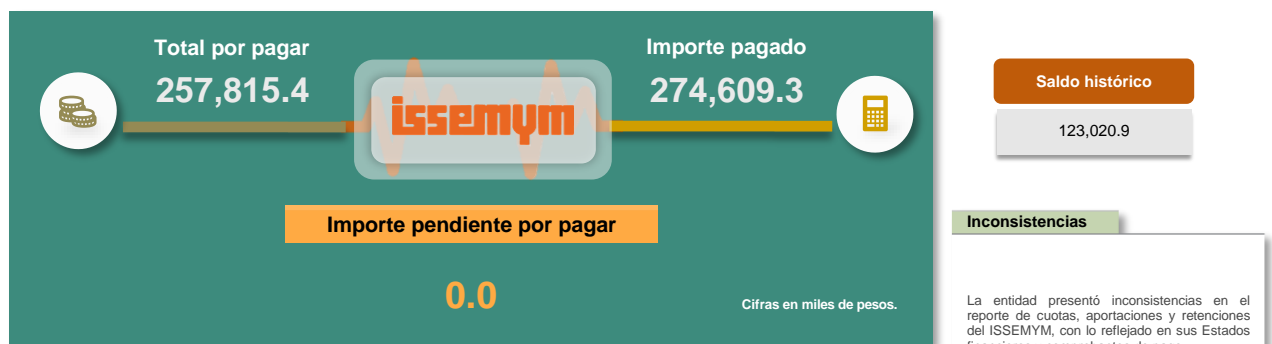 Total por pagar
257,815.4
issemym
Importe pagado
274,609.3
Importe pendiente por pagar
0.0
Cifras en miles de pesos.
Saldo histórico
123,020.9
Inconsistencias
La entidad presentó inconsistencias en el
reporte de cuotas, aportaciones y retenciones
del ISSEMYM, con lo reflejado en sus Estados